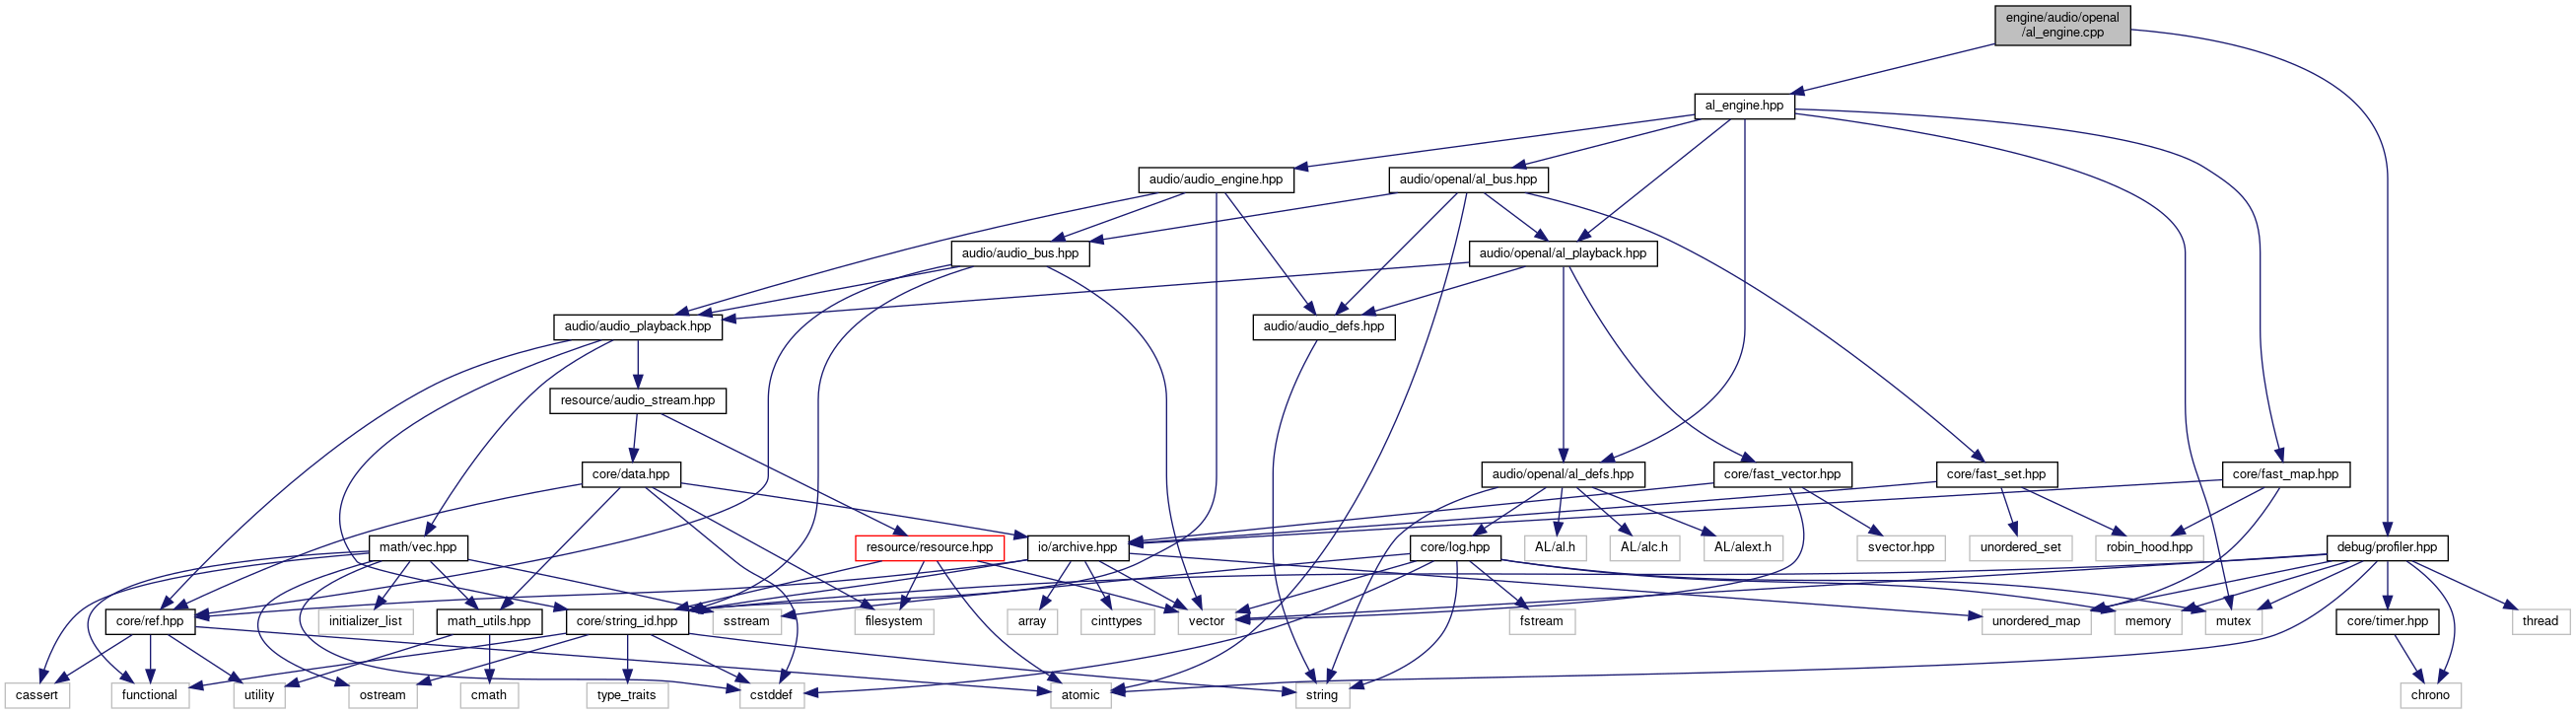 engine/audio/openal
/al_engine.cpp
al_engine.hpp
audio/audio_engine.hpp
audio/openal/al_bus.hpp
audio/audio_bus.hpp
audio/openal/al_playback.hpp
audio/audio_playback.hpp
audio/audio_defs.hpp
resource/audio_stream.hpp
core/data.hpp
audio/openal/al_defs.hpp
core/fast_vector.hpp
core/fast_set.hpp
core/fast_map.hpp
math/vec.hpp
resource/resource.hpp
io/archive.hpp
core/log.hpp
AL/al.h
AL/alc.h
AL/alext.h
svector.hpp
unordered_set
robin_hood.hpp
debug/profiler.hpp
core/ref.hpp
initializer_list
math_utils.hpp
core/string_id.hpp
sstream
filesystem
array
cinttypes
vector
fstream
unordered_map
memory
mutex
core/timer.hpp
thread
cassert
functional
utility
ostream
cmath
type_traits
cstddef
atomic
string
chrono